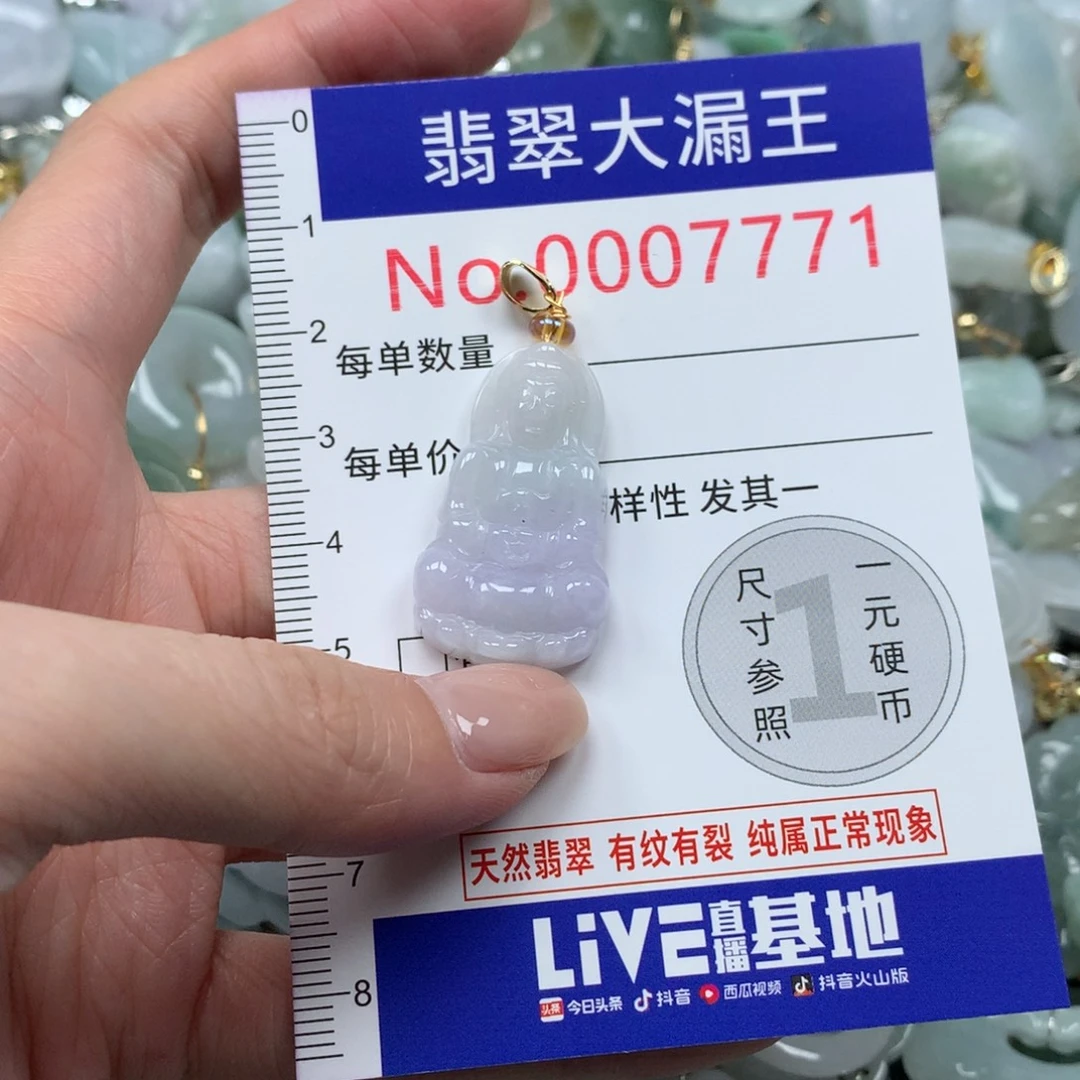 0
翡翠大漏王
1
No.0007771
2
每单数量
3
每单价
样性 发其一
4
5
尺寸参照
1
一元硬币
天然翡翠 有纹有裂 纯属正常现象
7
LiVE直播基地
8
头条 今日头条 抖音 西瓜视频 抖音火山版